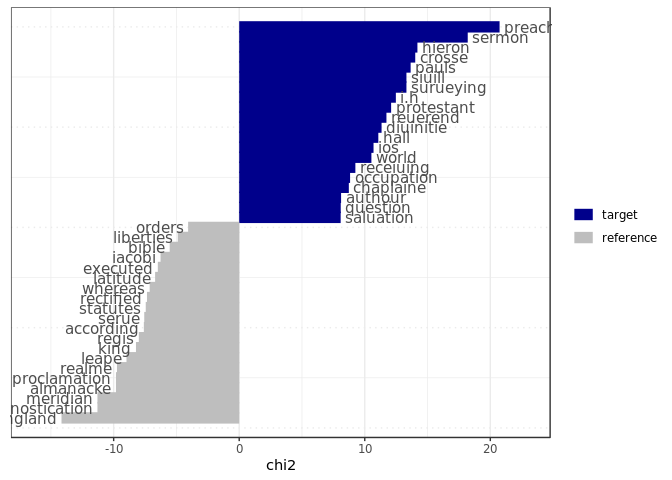 preach
sermon
hieron
crosse
pauls
siuill
surueying
i.h
protestant
reuerend
diuinitie
hall
ios
world
receiuing
occupation
chaplaine
authour
question
saluation
orders
liberties
bible
iacobi
executed
latitude
whereas
rectified
statutes
serue
according
regis
king
leape
realme
proclamation
almanacke
meridian
nostication
ngland
-10 0 10 20
chi2
target
reference